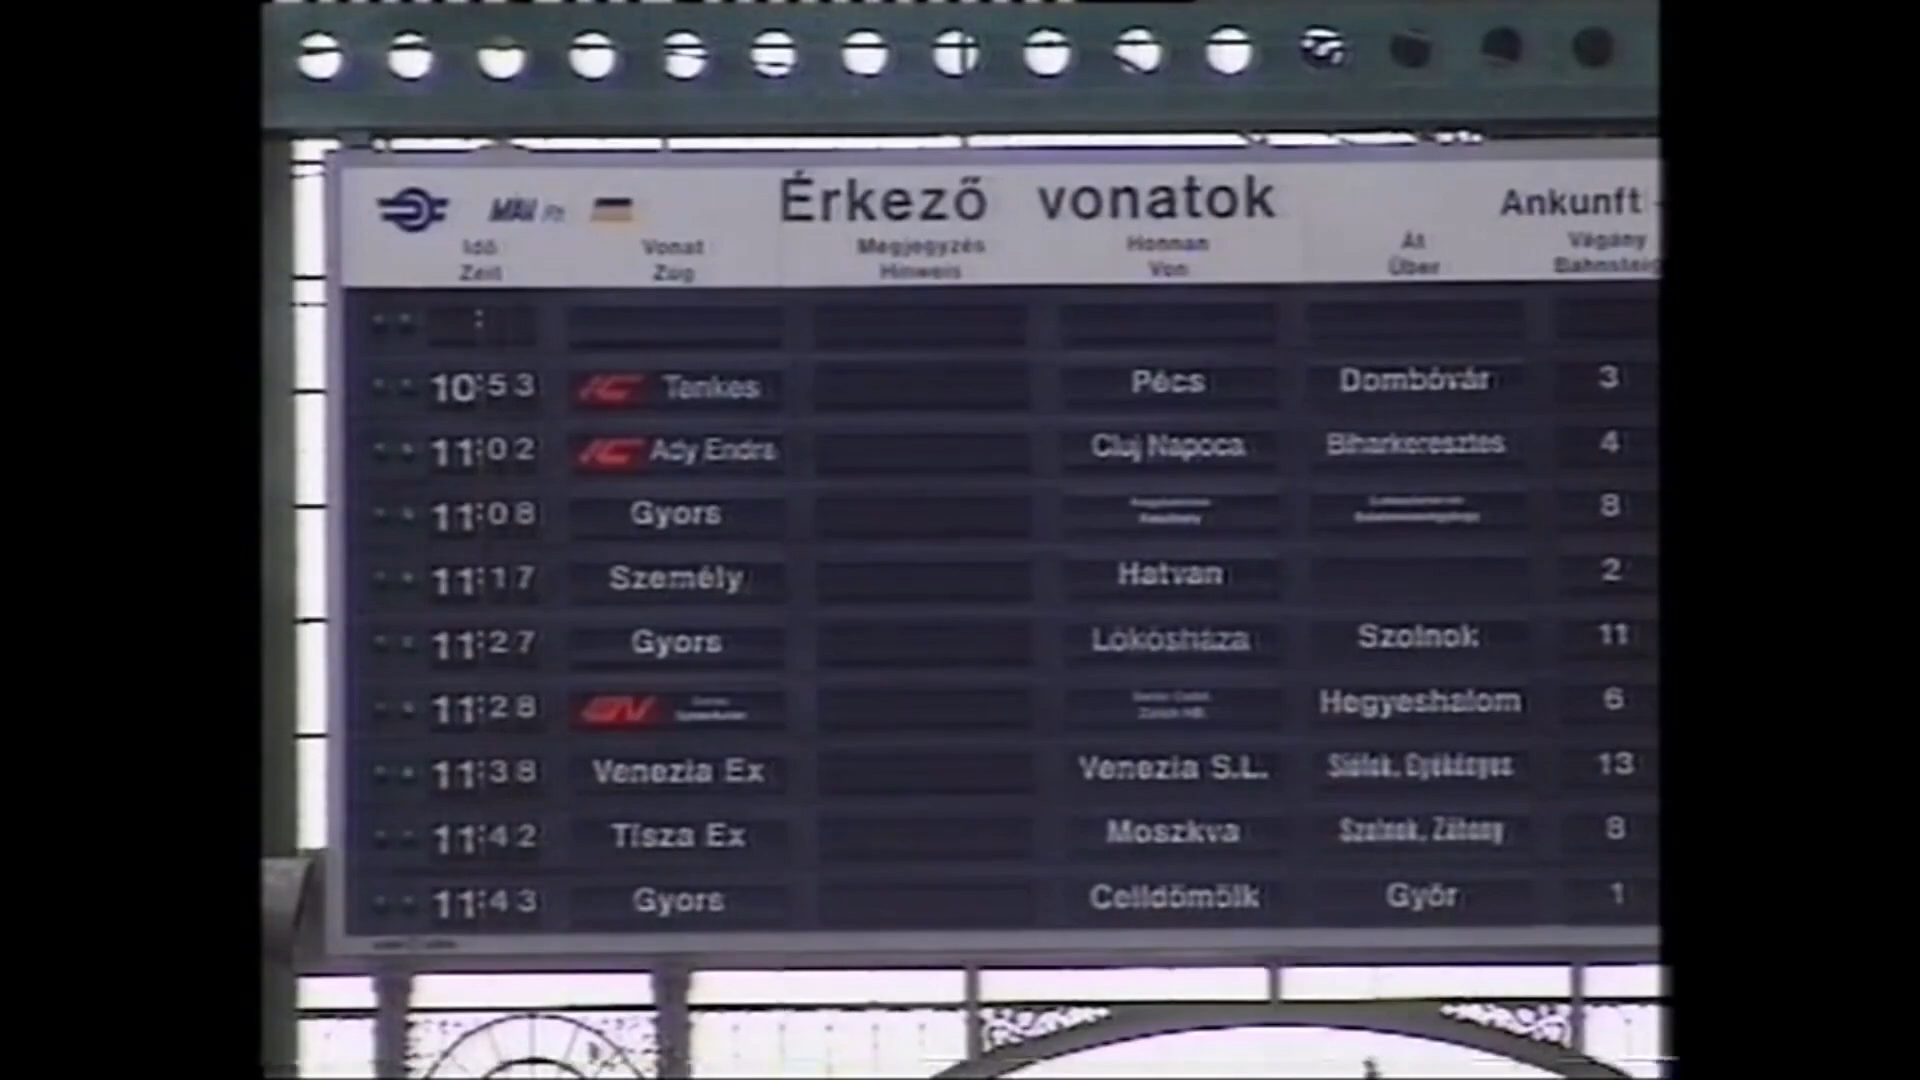 MÁV Rt Érkező vonatok Ankunft
Idő Vonat Megjegyzés Honnan Át Vágány
Zeit Zug Hinweis Von Über Bahnsteig
:
10:53 IC Tenkes Pécs Dombóvár 3
11:02 IC Ady Endre Cluj Napoca Biharkeresztes 4
11:08 Gyors 8
11:17 Személy Hatvan 2
11:27 Gyors Lőkösháza Szolnok 11
11:28 Hegyeshalom 6
11:38 Venezia Ex Venezia S.L. Siófok, Gyékényes 13
11:42 Tisza Ex Moszkva Szolnok, Záhony 8
11:43 Gyors Celldömölk Győr 1